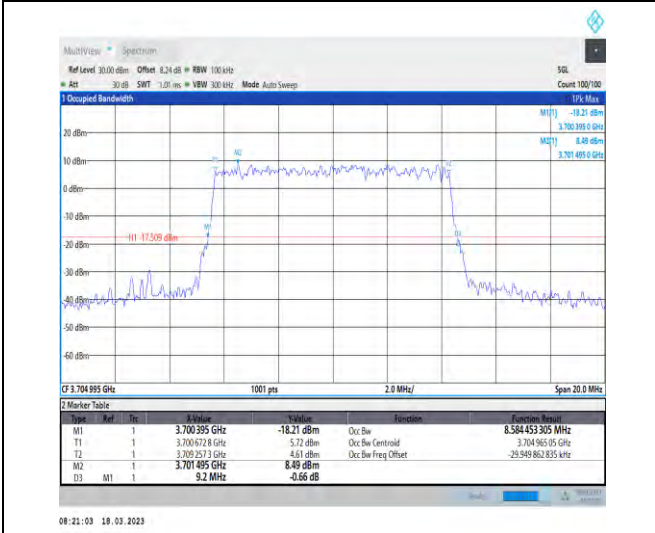 MultiView Spectrum
Ref Level 30.00 dBm Offset 8.24 dB RBW 100 kHz SGL
Att 30 dB SWT 1.01 ms VBW 300 kHz Mode Auto Sweep Count 100/100
1 Occupied Bandwidth 1Pk Max
M1[1] -18.21 dBm
3.700 395 0 GHz
M2[1] 8.49 dBm
3.701 495 0 GHz
20 dBm
M2
10 dBm
T1
0 dBm
-10 dBm
M1
D3
H1 -17.509 dBm
-20 dBm
-30 dBm
-40 dBm
-50 dBm
-60 dBm
CF 3.704 995 GHz 1001 pts 2.0 MHz/ Span 20.0 MHz
2 Marker Table
Type Ref Trc X-Value Y-Value Function Function Result
M1 1 3.700 395 GHz -18.21 dBm Occ Bw 8.584 453 305 MHz
T1 1 3.700 672 8 GHz 5.72 dBm Occ Bw Centroid 3.704 965 05 GHz
T2 1 3.709 257 3 GHz 4.61 dBm Occ Bw Freq Offset -29.949 862 835 kHz
M2 1 3.701 495 GHz 8.49 dBm
D3 M1 1 9.2 MHz -0.66 dB
08:21:03 18.03.2023